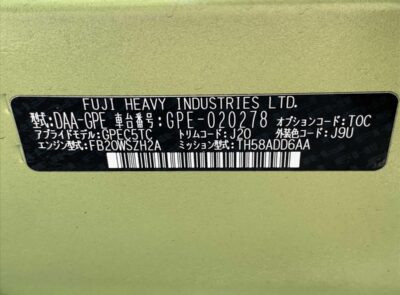 FUJI HEAVY INDUSTRIES LTD.
型式:DAA-GPE 車台番号:GPE-020278 オプションコード:TOC
アプライドモデル:GPEC5TC トリムコード:J20 外装色コード:J9U
エンジン型式:FB20WSZH2A ミッション型式:TH58ADD6AA